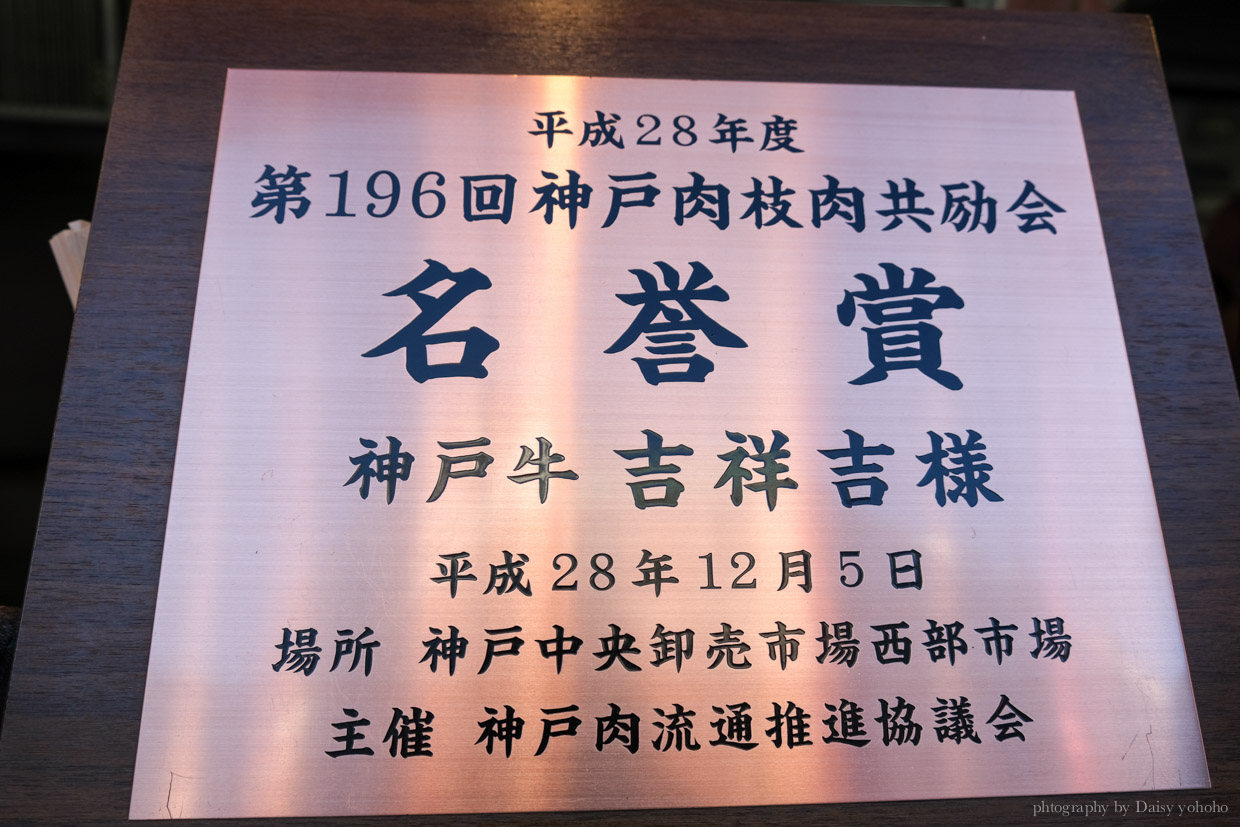 平成28年度
第196回神戸肉枝肉共励会
名誉賞
神戸牛 吉祥吉様
平成28年12月5日
場所 神戸中央卸売市場西部市場
主催 神戸肉流通推進協議会
phtography by Daisy yohoho